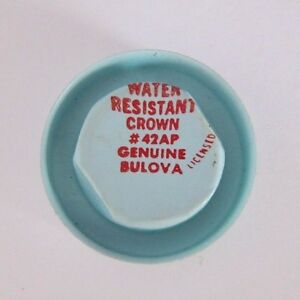 WATER
RESISTANT
CROWN
#42AP
GENUINE
BULOVA
LICENSED